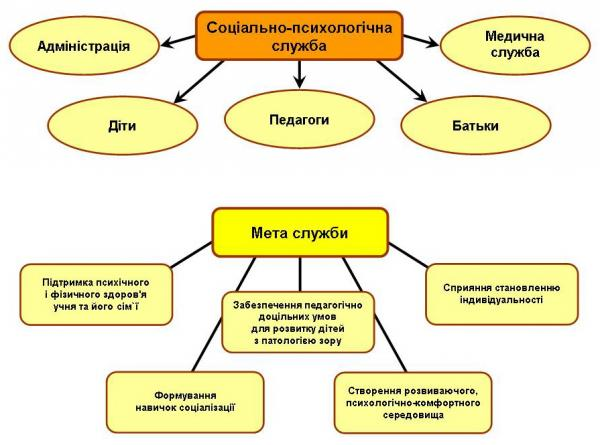 Соціально-психологічна
служба
Адміністрація
Медична
служба
Діти
Педагоги
Батьки
Мета служби
Підтримка психічного
і фізичного здоров'я
учня та його сім`ї
Забезпечення педагогічно
доцільних умов
для розвитку дітей
з патологією зору
Сприяння становленню
індивідуальності
Формування
навичок соціалізації
Створення розвиваючого,
психологічно-комфортного
середовища